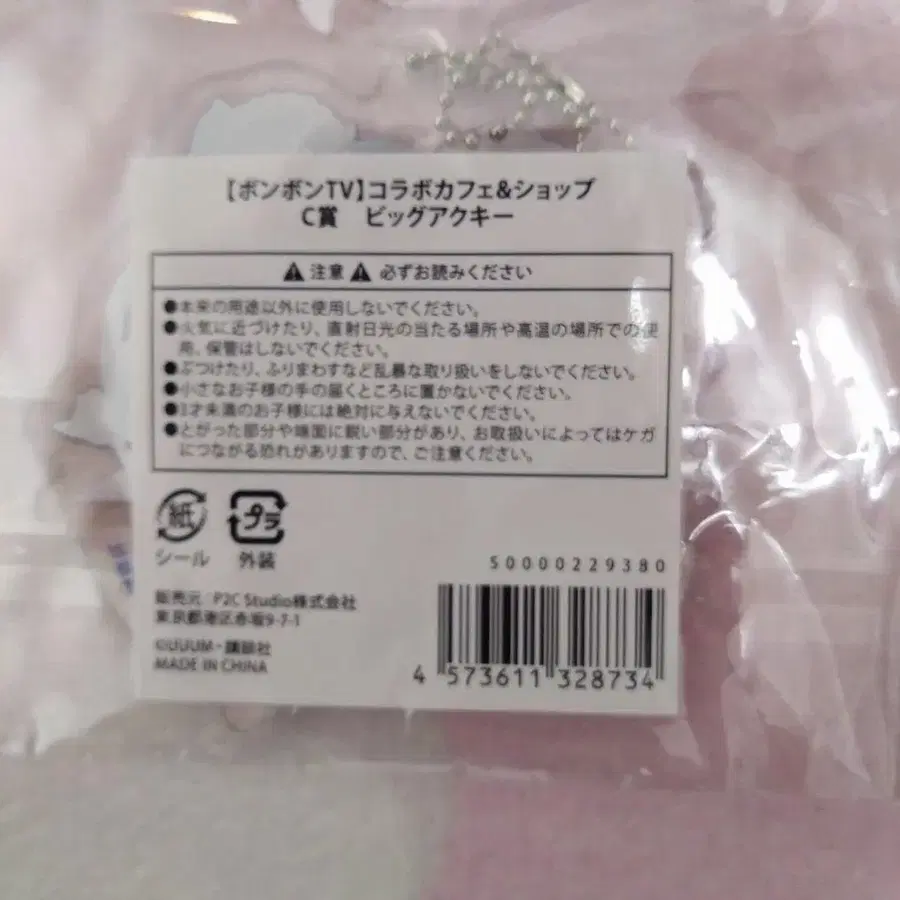 【ボンボンTV】コラボカフェ&ショップ
C賞　ビッグアクキー
⚠ 注意 ⚠ 必ずお読みください
●本来の用途以外に使用しないでください。
●火気に近づけたり、直射日光の当たる場所や高温の場所での使
用、保管はしないでください。
●ぶつけたり、ふりまわすなど乱暴な取り扱いをしないでください。
●小さなお子様の手の届くところに置かないでください。
●3才未満のお子様には絶対に与えないでください。
●とがった部分や端面に鋭い部分があり、お取扱いによってはケガ
につながる恐れがありますので、ご注意ください。
紙 プラ
シール 外装
50000229380
販売元：P2C Studio株式会社
東京都港区赤坂9-7-1
©UUUM・講談社
MADE IN CHINA
4 573611 328734